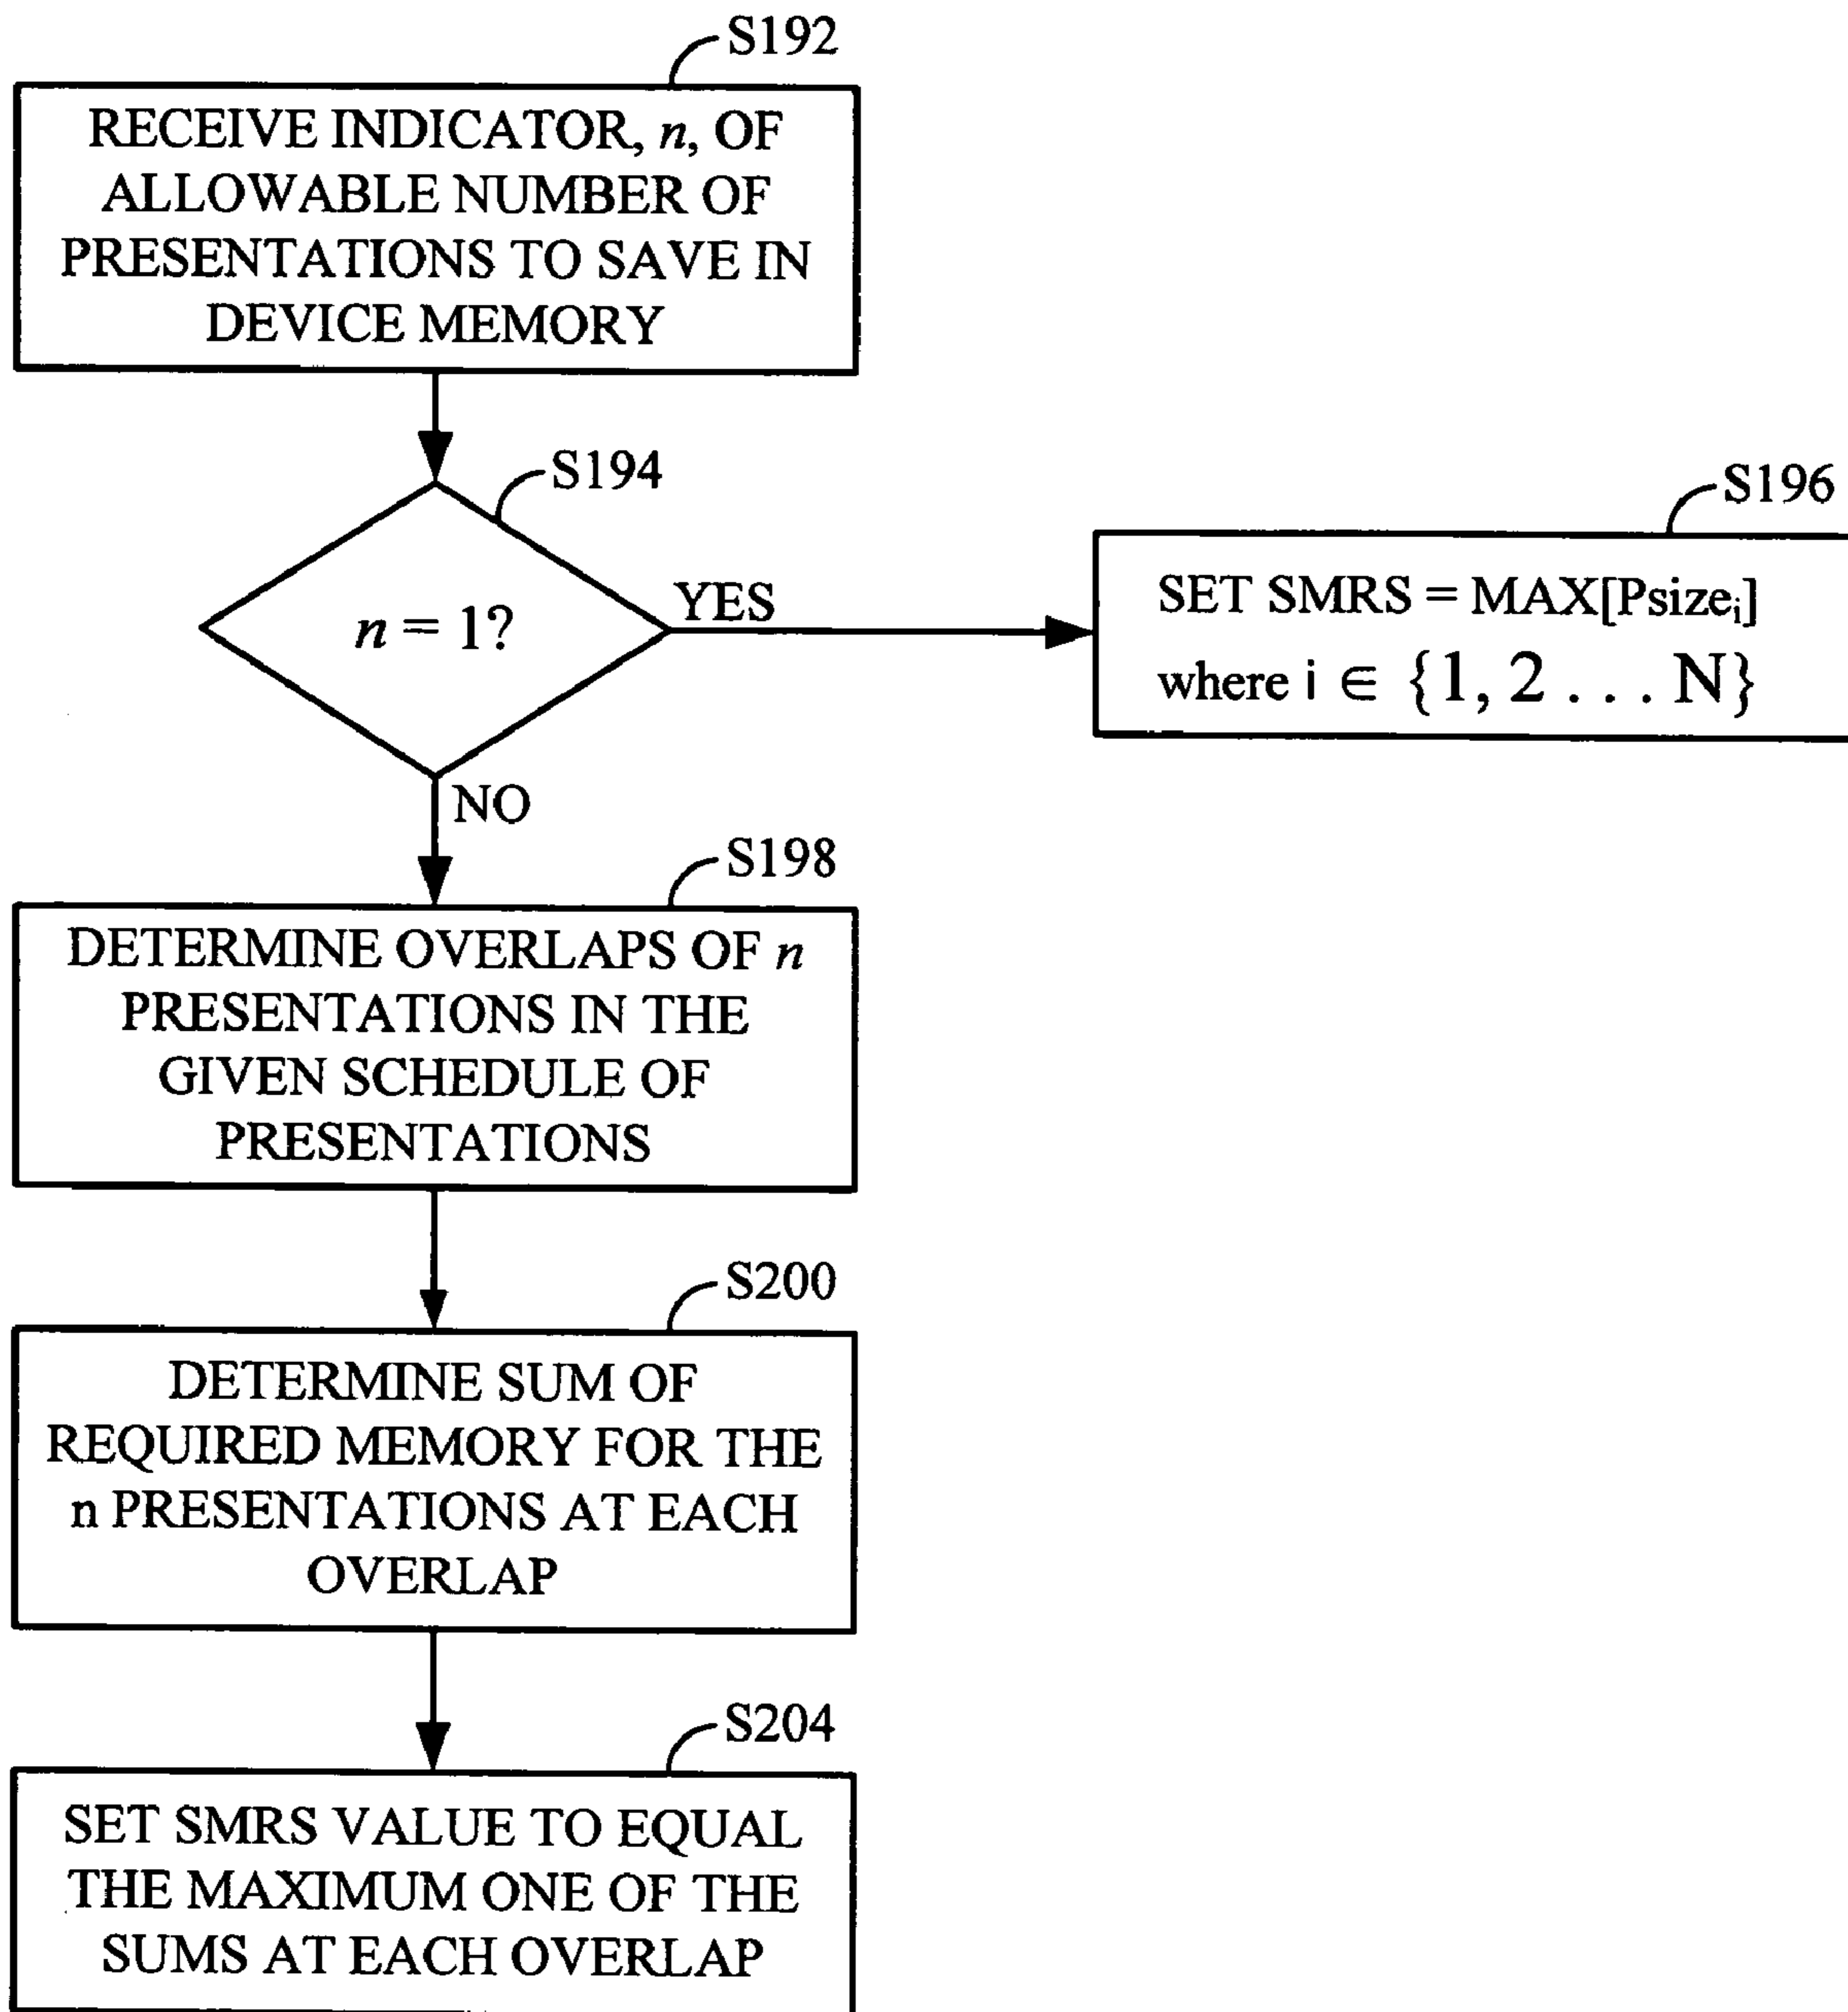 S192
RECEIVE INDICATOR, n, OF
ALLOWABLE NUMBER OF
PRESENTATIONS TO SAVE IN
DEVICE MEMORY
S194
n = 1?
YES
S196
SET SMRS = MAX[Psizeᵢ]
where i ∈ {1, 2 . . . N}
NO
S198
DETERMINE OVERLAPS OF n
PRESENTATIONS IN THE
GIVEN SCHEDULE OF
PRESENTATIONS
S200
DETERMINE SUM OF
REQUIRED MEMORY FOR THE
n PRESENTATIONS AT EACH
OVERLAP
S204
SET SMRS VALUE TO EQUAL
THE MAXIMUM ONE OF THE
SUMS AT EACH OVERLAP